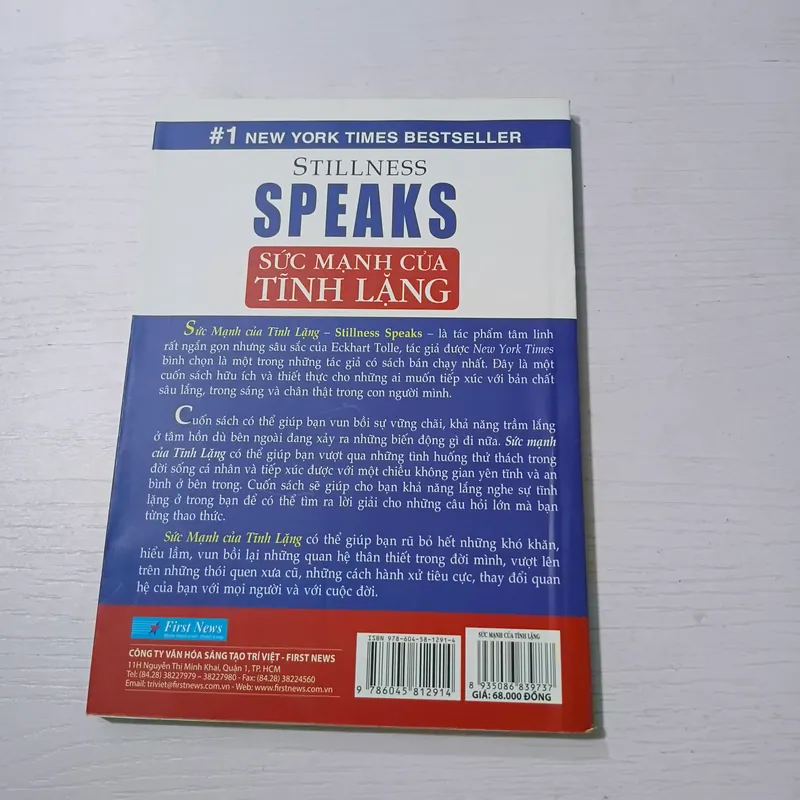 #1 NEW YORK TIMES BESTSELLER
STILLNESS
SPEAKS
SỨC MẠNH CỦA
TĨNH LẶNG
Sức Mạnh của Tĩnh Lặng – Stillness Speaks – là tác phẩm tâm linh
rất ngắn gọn nhưng sâu sắc của Eckhart Tolle, tác giả được New York Times
bình chọn là một trong những tác giả có sách bán chạy nhất. Đây là một
cuốn sách hữu ích và thiết thực cho những ai muốn tiếp xúc với bản chất
sâu lắng, trong sáng và chân thật trong con người mình.
Cuốn sách có thể giúp bạn vun bồi sự vững chãi, khả năng trầm lắng
ở tâm hồn dù bên ngoài đang xảy ra những biến động gì đi nữa. Sức mạnh
của Tĩnh Lặng có thể giúp bạn vượt qua những tình huống thử thách trong
đời sống cá nhân và tiếp xúc được với một chiều không gian yên tĩnh và an
bình ở bên trong. Cuốn sách sẽ giúp cho bạn khả năng lắng nghe sự tĩnh
lặng ở trong bạn để có thể tìm ra lời giải cho những câu hỏi lớn mà bạn
từng thao thức.
Sức Mạnh của Tĩnh Lặng có thể giúp bạn rũ bỏ hết những khó khăn,
hiểu lầm, vun bồi lại những quan hệ thân thiết trong đời mình, vượt lên
trên những thói quen xưa cũ, những cách hành xử tiêu cực, thay đổi quan
hệ của bạn với mọi người và với cuộc đời.
First News
CÔNG TY VĂN HÓA SÁNG TẠO TRÍ VIỆT - FIRST NEWS
11H Nguyễn Thị Minh Khai, Quận 1, TP. HCM
Tel: (84.28) 38227979 – 38227980 - Fax: (84.28) 38224560
Email: triviet@firstnews.com.vn - Web: www.firstnews.com.vn
ISBN 978-604-58-1291-4
9 786045 812914
SỨC MẠNH CỦA TĨNH LẶNG
8 935086 839737
GIÁ: 68.000 ĐỒNG